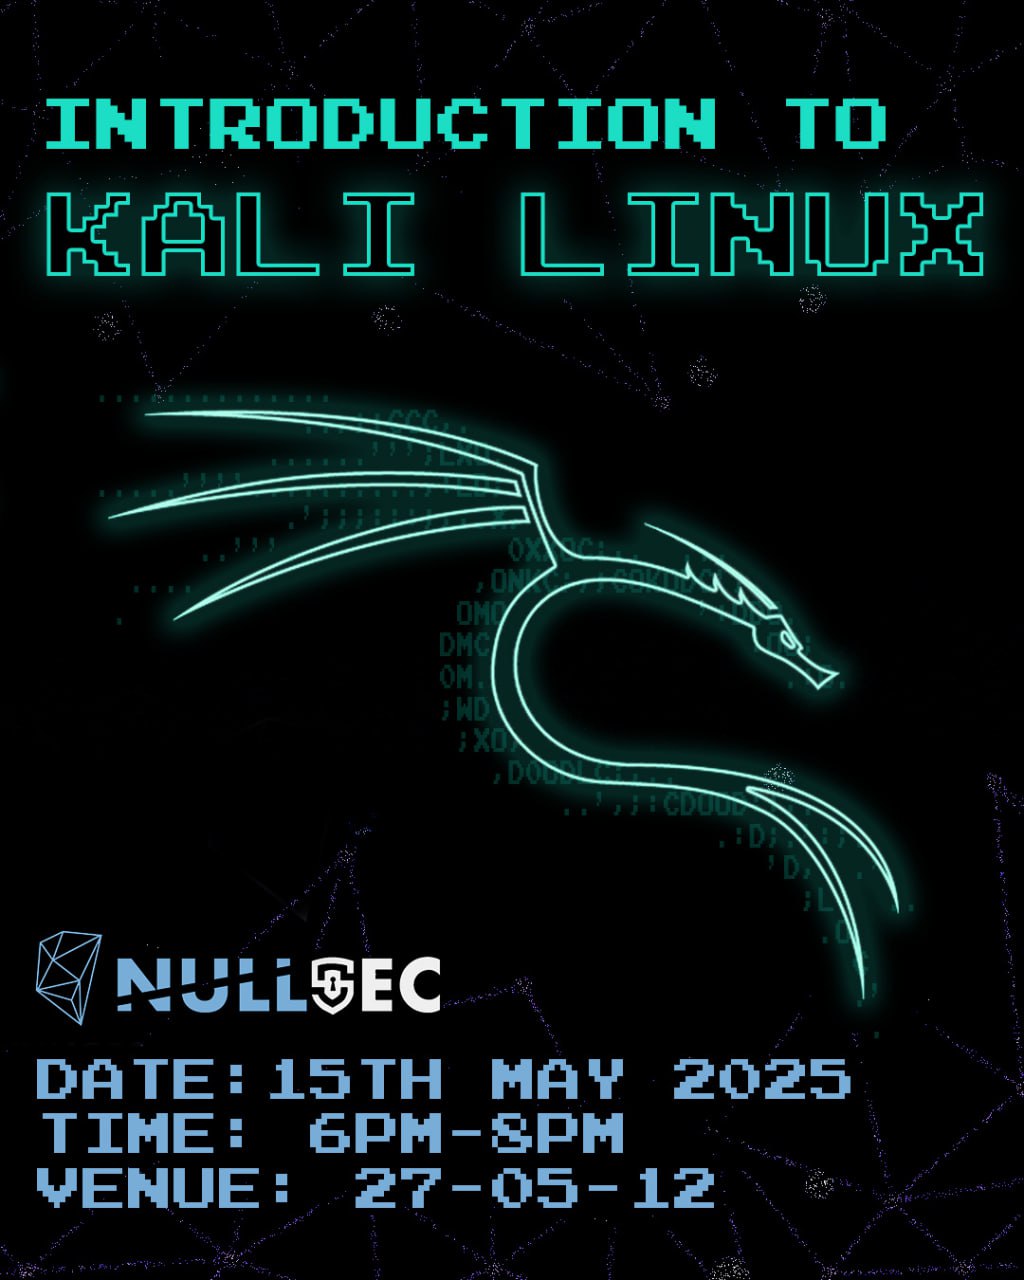 INTRODUCTION TO
KALI LINUX
NULLSEC
DATE: 15TH MAY 2025
TIME: 6PM-8PM
VENUE: 27-05-12